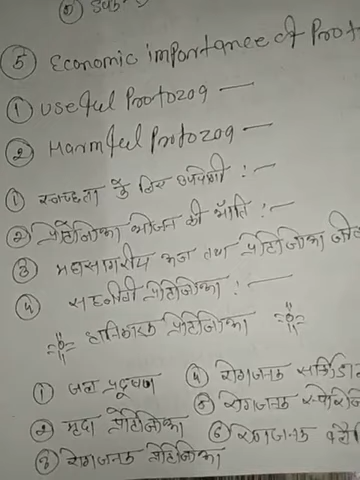 ⑤ Economic importance of Prot
① useful Protozoa —
② Harmful Protozoa —
① स्वच्छता के लिए उपयोगी :-
② प्रोटोजोआ भोजन की भाँति :-
③ महासागरीय कज तथा प्रोटोजोआ
④ सहजीवी प्रोटोजोआ : —
हानिकारक प्रोटोजोआ
① जल प्रदूषण ④ रोगजनक सार्कोडि
② मृदा प्रोटोजोआ ⑤ रोगजनक स्पोरोज
③ रोगजनक प्रोटोजोआ ⑥ रोगजनक